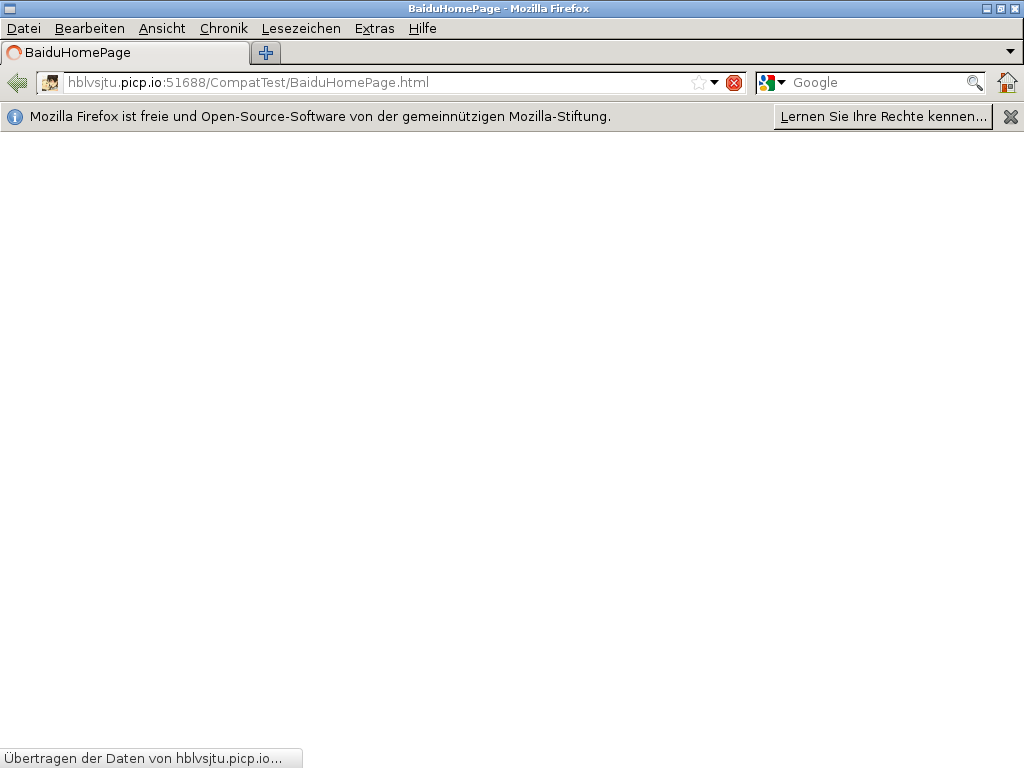 BaiduHomePage - Mozilla Firefox
Datei Bearbeiten Ansicht Chronik Lesezeichen Extras Hilfe
BaiduHomePage
hblvsjtu.picp.io:51688/CompatTest/BaiduHomePage.html Google
Mozilla Firefox ist freie und Open-Source-Software von der gemeinnützigen Mozilla-Stiftung. Lernen Sie Ihre Rechte kennen...
Übertragen der Daten von hblvsjtu.picp.io...